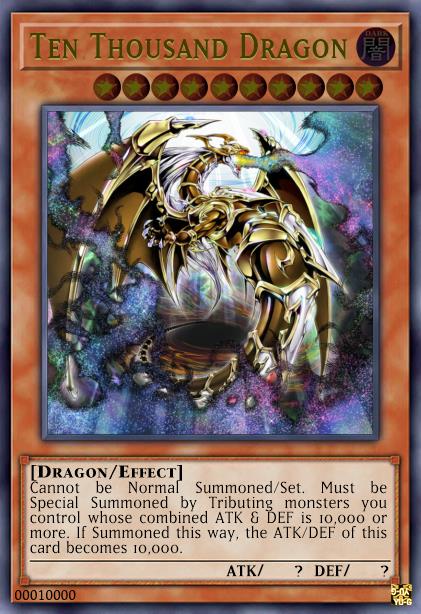 TEN THOUSAND DRAGON
DARK
闇
[DRAGON/EFFECT]
Cannot be Normal Summoned/Set. Must be
Special Summoned by Tributing monsters you
control whose combined ATK & DEF is 10,000 or
more. If Summoned this way, the ATK/DEF of this
card becomes 10,000.
ATK/ ? DEF/ ?
00010000